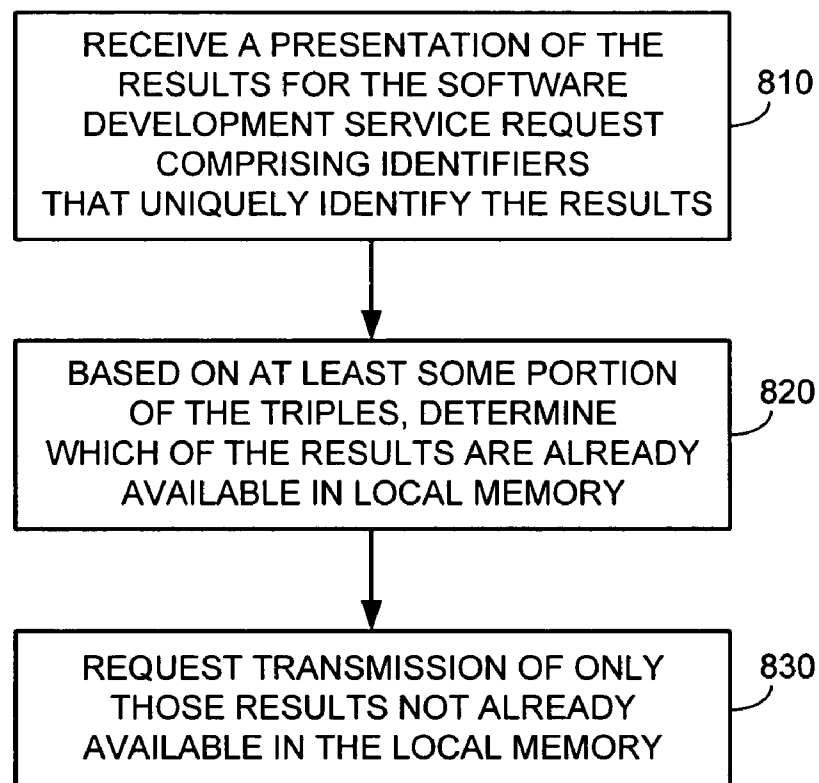 RECEIVE A PRESENTATION OF THE
RESULTS FOR THE SOFTWARE
DEVELOPMENT SERVICE REQUEST
COMPRISING IDENTIFIERS
THAT UNIQUELY IDENTIFY THE RESULTS
810
BASED ON AT LEAST SOME PORTION
OF THE TRIPLES, DETERMINE
WHICH OF THE RESULTS ARE ALREADY
AVAILABLE IN LOCAL MEMORY
820
REQUEST TRANSMISSION OF ONLY
THOSE RESULTS NOT ALREADY
AVAILABLE IN THE LOCAL MEMORY
830